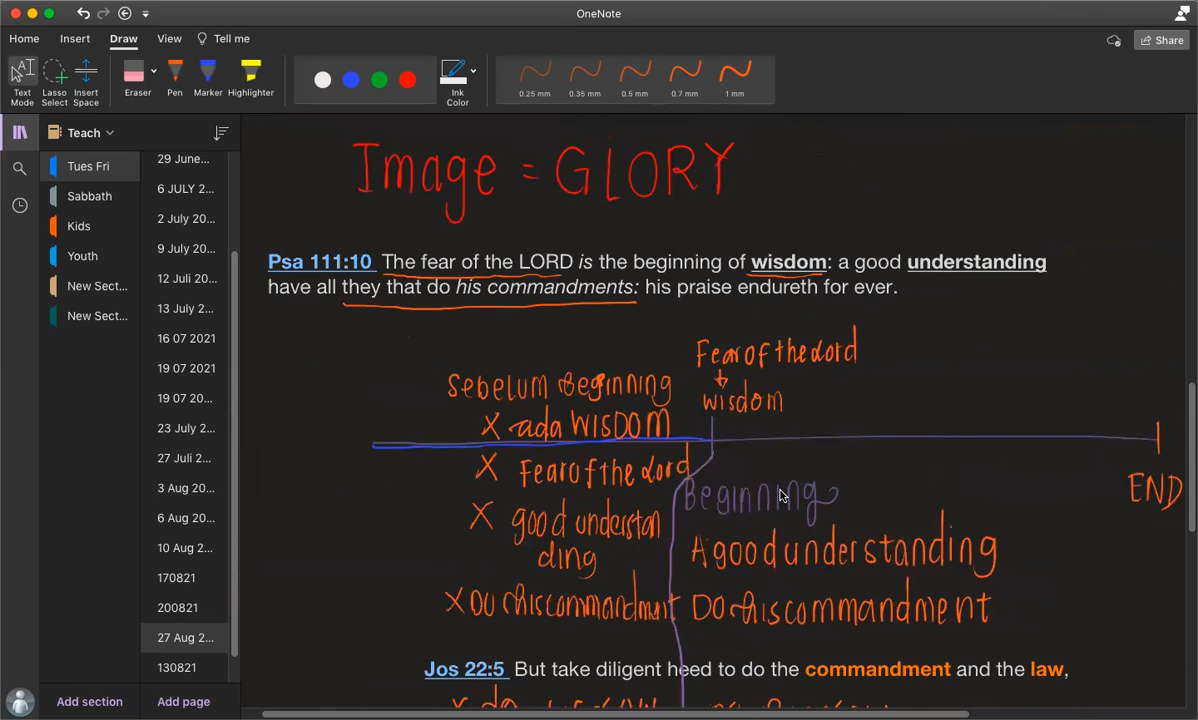 OneNote
Home Insert Draw View Tell me
Share
Text Mode
Lasso Select
Insert Space
Eraser
Pen
Marker
Highlighter
Ink Color
0.25 mm 0.35 mm 0.5 mm 0.7 mm 1 mm
Teach
Tues Fri
Sabbath
Kids
Youth
New Sect...
New Sect...
29 June...
6 JULY 2...
2 July 20...
9 July 20...
12 Juli 20...
13 July 2...
16 07 2021
19 07 2021
19 07 20...
27 Juli 2...
3 Aug 20...
6 Aug 20...
10 Aug 2...
170821
200821
27 Aug 2...
130821
Add section
Add page
Image = GLORY
Psa 111:10 The fear of the LORD is the beginning of wisdom: a good understanding
have all they that do his commandments: his praise endureth for ever.
Fear of the Lord
wisdom
Sebelum Beginning
X ada WISDOM
X Fear of the Lord
X good understan
ding
X Do his commandment
Beginning
A good understanding
Do his commandment
END
Jos 22:5 But take diligent heed to do the commandment and the law,